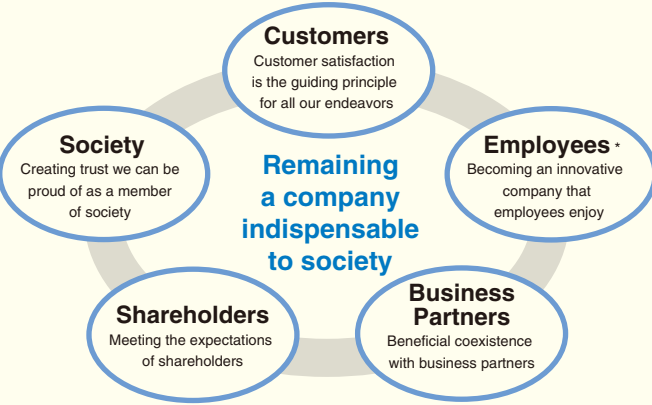 Customers
Customer satisfaction
is the guiding principle
for all our endeavors
Society
Creating trust we can be
proud of as a member
of society
Remaining
a company
indispensable
to society
Employees *
Becoming an innovative
company that
employees enjoy
Shareholders
Meeting the expectations
of shareholders
Business
Partners
Beneficial coexistence
with business partners